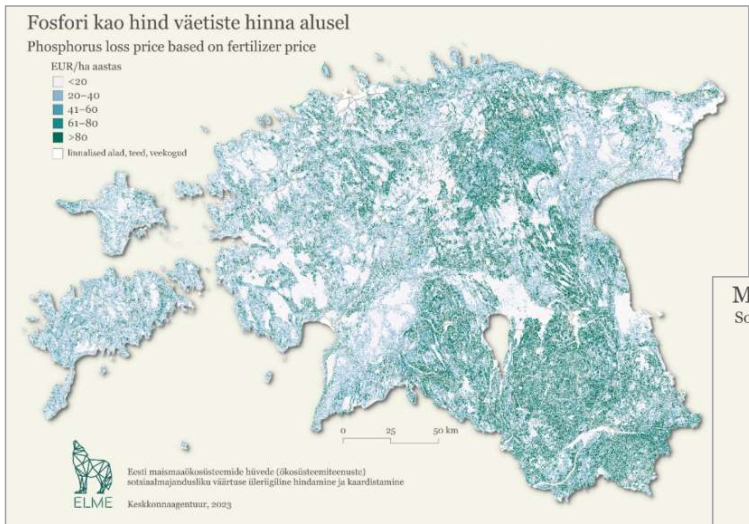 Fosfori kao hind väetiste hinna alusel
Phosphorus loss price based on fertilizer price
EUR/ha aastas
<20
20–40
41–60
61–80
>80
linnalised alad, teed, veekogud
M
So
0 25 50 km
Eesti maismaaökosüsteemide hüvede (ökosüsteemiteenuste)
sotsiaalmajandusliku väärtuse üleriigiline hindamine ja kaardistamine
ELME
Keskkonnaagentuur, 2023